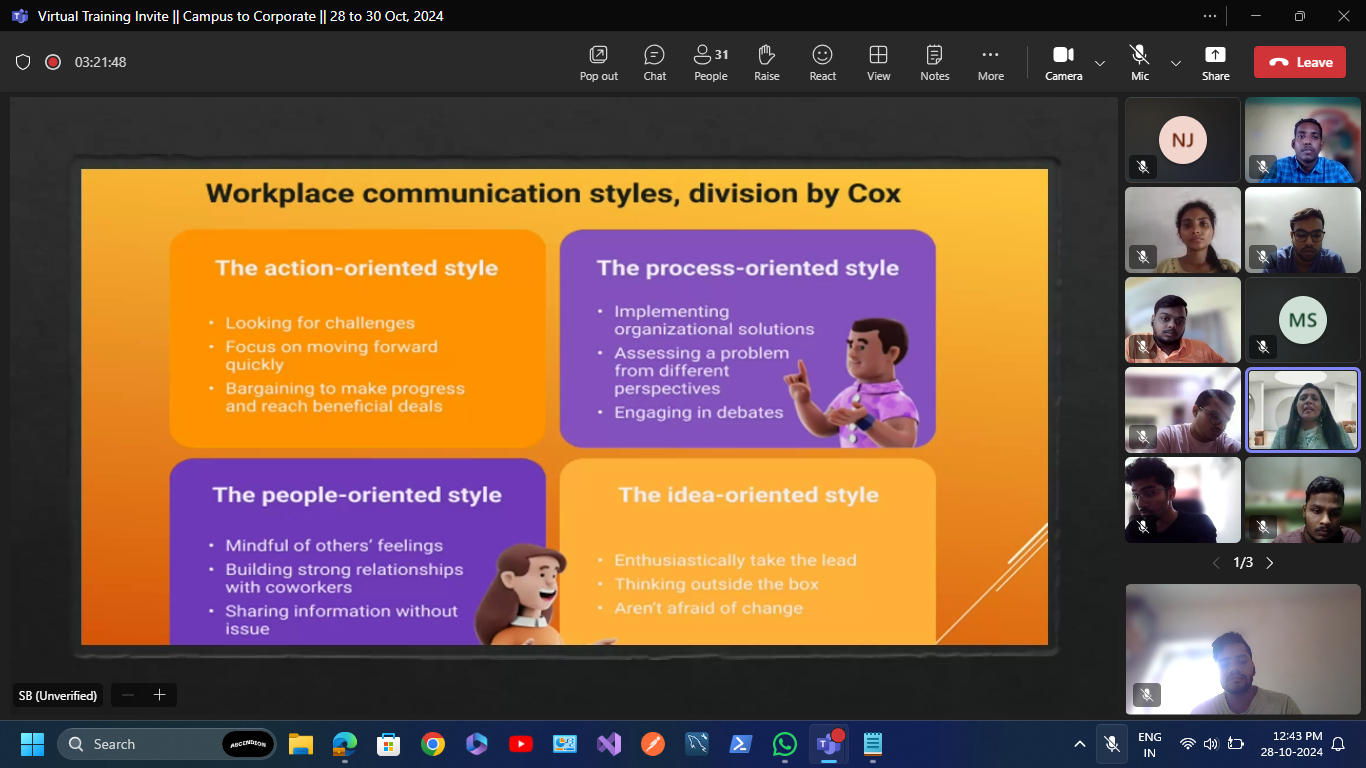 Virtual Training Invite || Campus to Corporate || 28 to 30 Oct, 2024
03:21:48
Pop out
Chat
31
People
Raise
React
View
Notes
More
Camera
Mic
Share
Leave
Workplace communication styles, division by Cox
The action-oriented style
• Looking for challenges
• Focus on moving forward
quickly
• Bargaining to make progress
and reach beneficial deals
The process-oriented style
• Implementing
organizational solutions
• Assessing a problem
from different
perspectives
• Engaging in debates
The people-oriented style
• Mindful of others' feelings
• Building strong relationships
with coworkers
• Sharing information without
issue
The idea-oriented style
• Enthusiastically take the lead
• Thinking outside the box
• Aren't afraid of change
NJ
MS
1/3
SB (Unverified)
Search
ASCENDION
ENG
IN
12:43 PM
28-10-2024